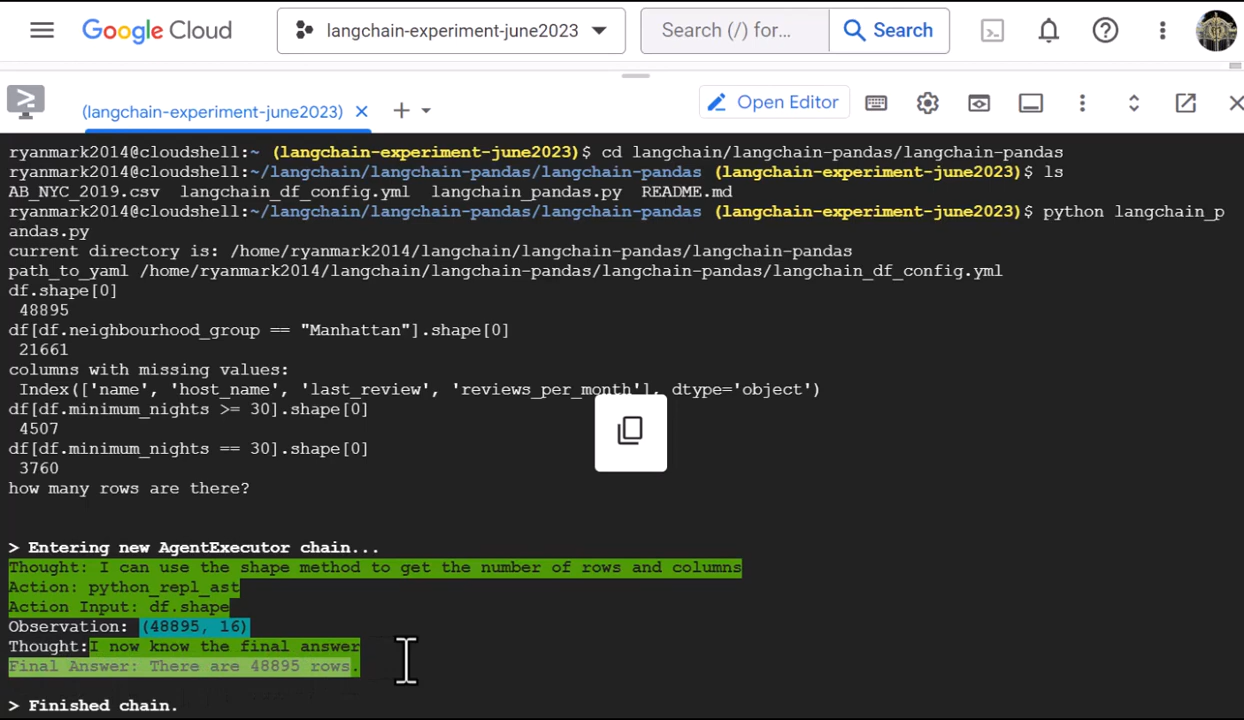 Google Cloud
langchain-experiment-june2023
Search (/) for...
Search
(langchain-experiment-june2023)
Open Editor
ryanmark2014@cloudshell:~ (langchain-experiment-june2023)$ cd langchain/langchain-pandas/langchain-pandas
ryanmark2014@cloudshell:~/langchain/langchain-pandas/langchain-pandas (langchain-experiment-june2023)$ ls
AB_NYC_2019.csv  langchain_df_config.yml  langchain_pandas.py  README.md
ryanmark2014@cloudshell:~/langchain/langchain-pandas/langchain-pandas (langchain-experiment-june2023)$ python langchain_p
andas.py
current directory is: /home/ryanmark2014/langchain/langchain-pandas/langchain-pandas
path_to_yaml /home/ryanmark2014/langchain/langchain-pandas/langchain-pandas/langchain_df_config.yml
df.shape[0]
48895
df[df.neighbourhood_group == "Manhattan"].shape[0]
21661
columns with missing values:
Index(['name', 'host_name', 'last_review', 'reviews_per_month'], dtype='object')
df[df.minimum_nights >= 30].shape[0]
4507
df[df.minimum_nights == 30].shape[0]
3760
how many rows are there?
> Entering new AgentExecutor chain...
Thought: I can use the shape method to get the number of rows and columns
Action: python_repl_ast
Action Input: df.shape
Observation: (48895, 16)
Thought:I now know the final answer
Final Answer: There are 48895 rows.
> Finished chain.